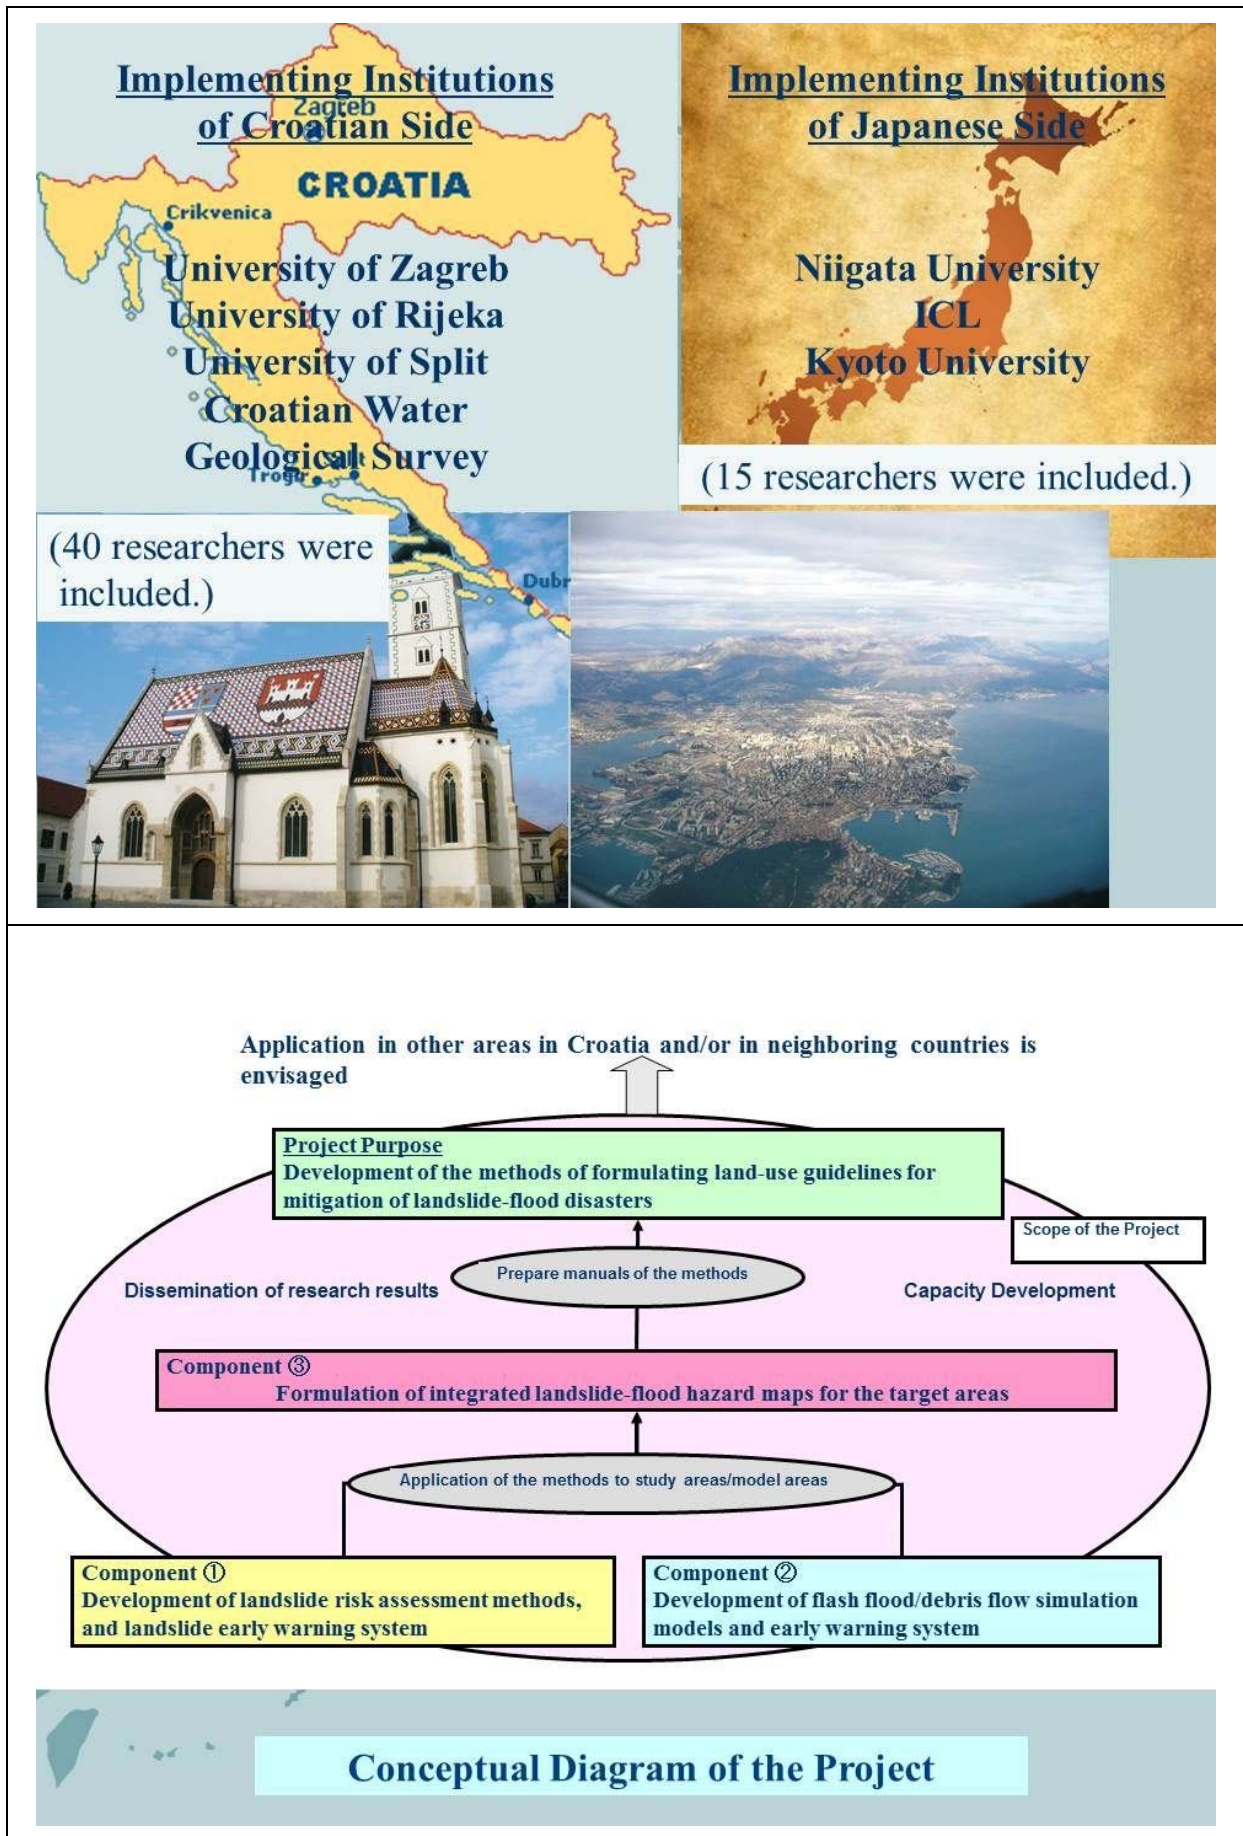 Implementing Institutions
of Croatian Side
Zagreb
CROATIA
Crikvenica
University of Zagreb
University of Rijeka
University of Split
Croatian Water
Geological Survey
Trogir
(40 researchers were
included.)
Dubr
Implementing Institutions
of Japanese Side
Niigata University
ICL
Kyoto University
(15 researchers were included.)
Application in other areas in Croatia and/or in neighboring countries is
envisaged
Project Purpose
Development of the methods of formulating land-use guidelines for
mitigation of landslide-flood disasters
Scope of the Project
Prepare manuals of the methods
Dissemination of research results
Capacity Development
Component ③
Formulation of integrated landslide-flood hazard maps for the target areas
Application of the methods to study areas/model areas
Component ①
Development of landslide risk assessment methods,
and landslide early warning system
Component ②
Development of flash flood/debris flow simulation
models and early warning system
Conceptual Diagram of the Project